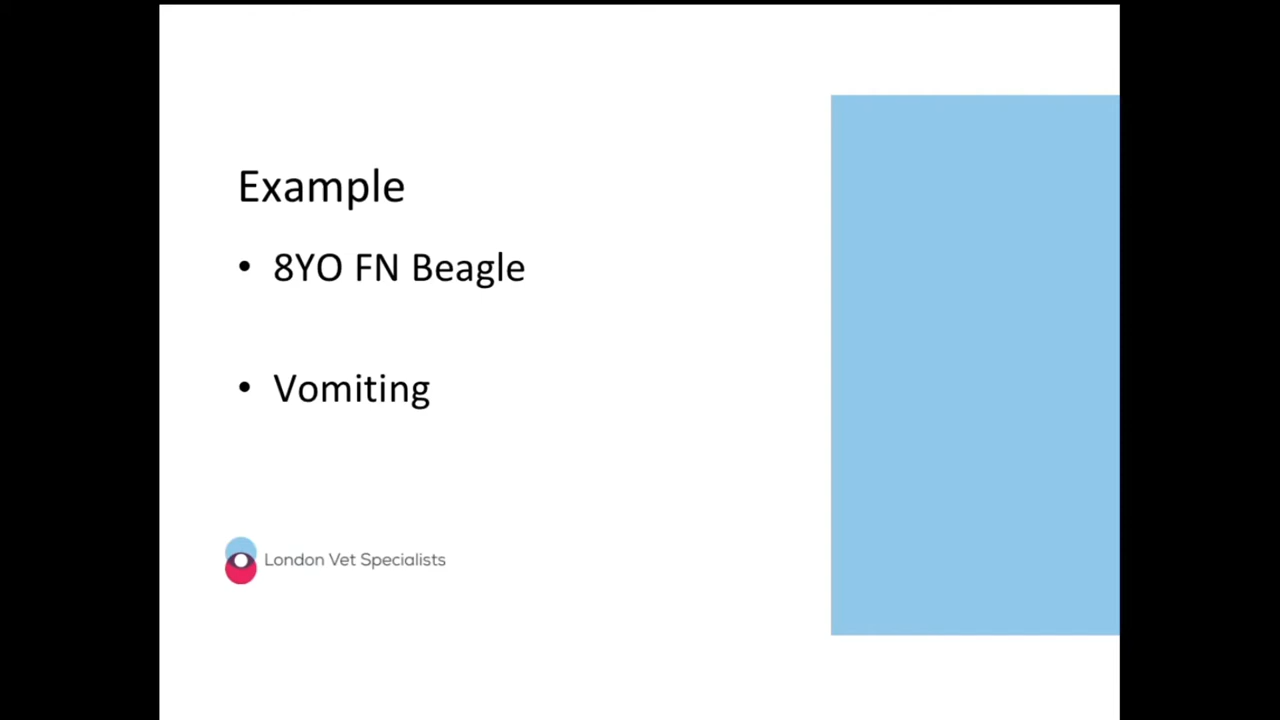 Example
• 8YO FN Beagle
• Vomiting
London Vet Specialists